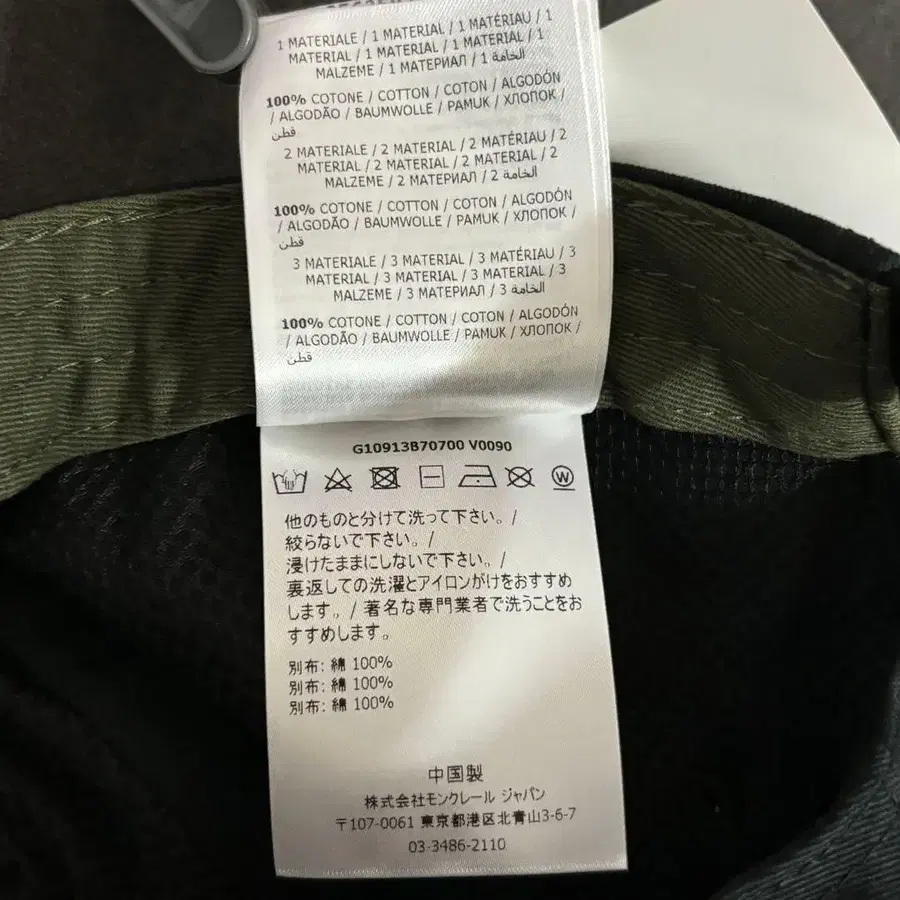 1 MATERIALE / 1 MATERIAL / 1 MATÉRIAU / 1
MATERIAL / 1 MATERIAL / 1 MATERIAL / 1
MALZEME / 1 МАТЕРИАЛ / 1 الخامة
100% COTONE / COTTON / COTON / ALGODÓN
/ ALGODÃO / BAUMWOLLE / PAMUK / ХЛОПОК /
قطن
2 MATERIALE / 2 MATERIAL / 2 MATÉRIAU / 2
MATERIAL / 2 MATERIAL / 2 MATERIAL / 2
MALZEME / 2 МАТЕРИАЛ / 2 الخامة
100% COTONE / COTTON / COTON / ALGODÓN
/ ALGODÃO / BAUMWOLLE / PAMUK / ХЛОПОК /
قطن
3 MATERIALE / 3 MATERIAL / 3 MATÉRIAU / 3
MATERIAL / 3 MATERIAL / 3 MATERIAL / 3
MALZEME / 3 МАТЕРИАЛ / 3 الخامة
100% COTONE / COTTON / COTON / ALGODÓN
/ ALGODÃO / BAUMWOLLE / PAMUK / ХЛОПОК /
قطن
G10913B70700 V0090
W
他のものと分けて洗って下さい。/
絞らないで下さい。/
浸けたままにしないで下さい。/
裏返しての洗濯とアイロンがけをおすすめ
します。/ 著名な専門業者で洗うことをお
すすめします。
別布: 綿 100%
別布: 綿 100%
別布: 綿 100%
中国製
株式会社モンクレール ジャパン
〒107-0061 東京都港区北青山3-6-7
03-3486-2110